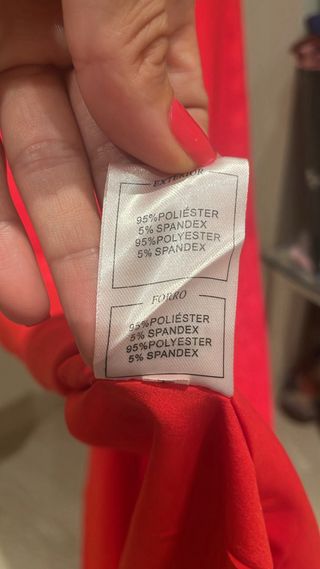 EXTERIOR
95%POLIÉSTER
5% SPANDEX
95%POLYESTER
5% SPANDEX
FORRO
95%POLIÉSTER
5% SPANDEX
95%POLYESTER
5% SPANDEX